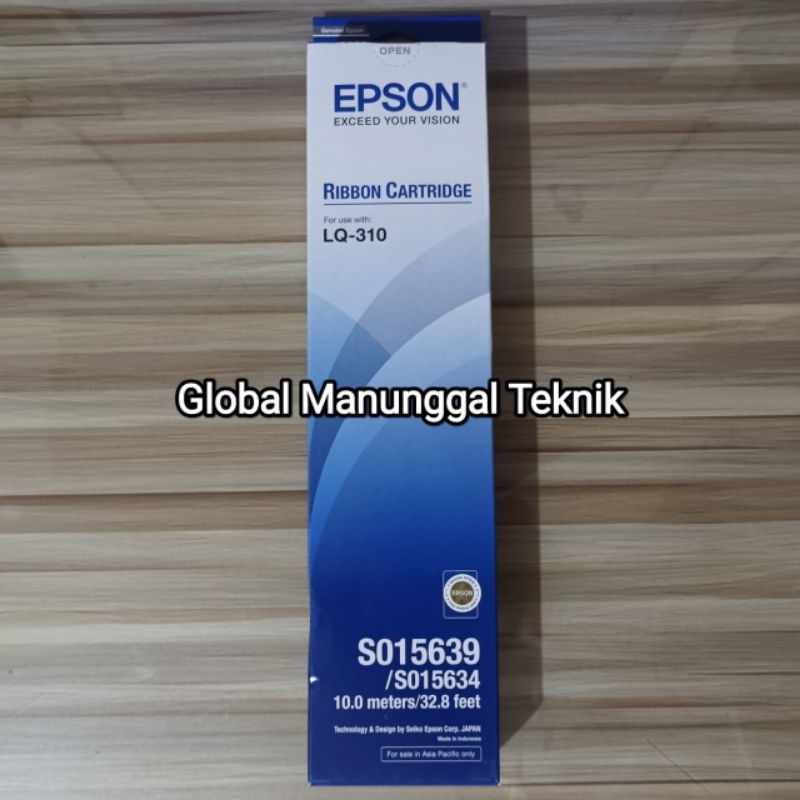 Genuine Epson
OPEN
EPSON®
EXCEED YOUR VISION
RIBBON CARTRIDGE
For use with:
LQ-310
Global Manunggal Teknik
EPSON
S015639
/S015634
10.0 meters/32.8 feet
Technology & Design by Seiko Epson Corp. JAPAN
Made in Indonesia
For sale in Asia Pacific only